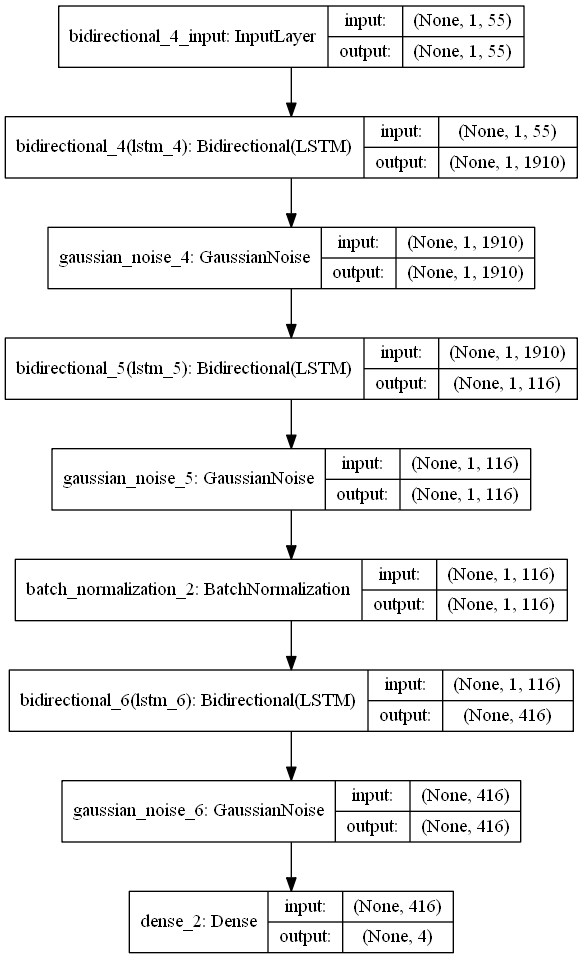 bidirectional_4_input: InputLayer input: (None, 1, 55)
output: (None, 1, 55)
bidirectional_4(lstm_4): Bidirectional(LSTM) input: (None, 1, 55)
output: (None, 1, 1910)
gaussian_noise_4: GaussianNoise input: (None, 1, 1910)
output: (None, 1, 1910)
bidirectional_5(lstm_5): Bidirectional(LSTM) input: (None, 1, 1910)
output: (None, 1, 116)
gaussian_noise_5: GaussianNoise input: (None, 1, 116)
output: (None, 1, 116)
batch_normalization_2: BatchNormalization input: (None, 1, 116)
output: (None, 1, 116)
bidirectional_6(lstm_6): Bidirectional(LSTM) input: (None, 1, 116)
output: (None, 416)
gaussian_noise_6: GaussianNoise input: (None, 416)
output: (None, 416)
dense_2: Dense input: (None, 416)
output: (None, 4)